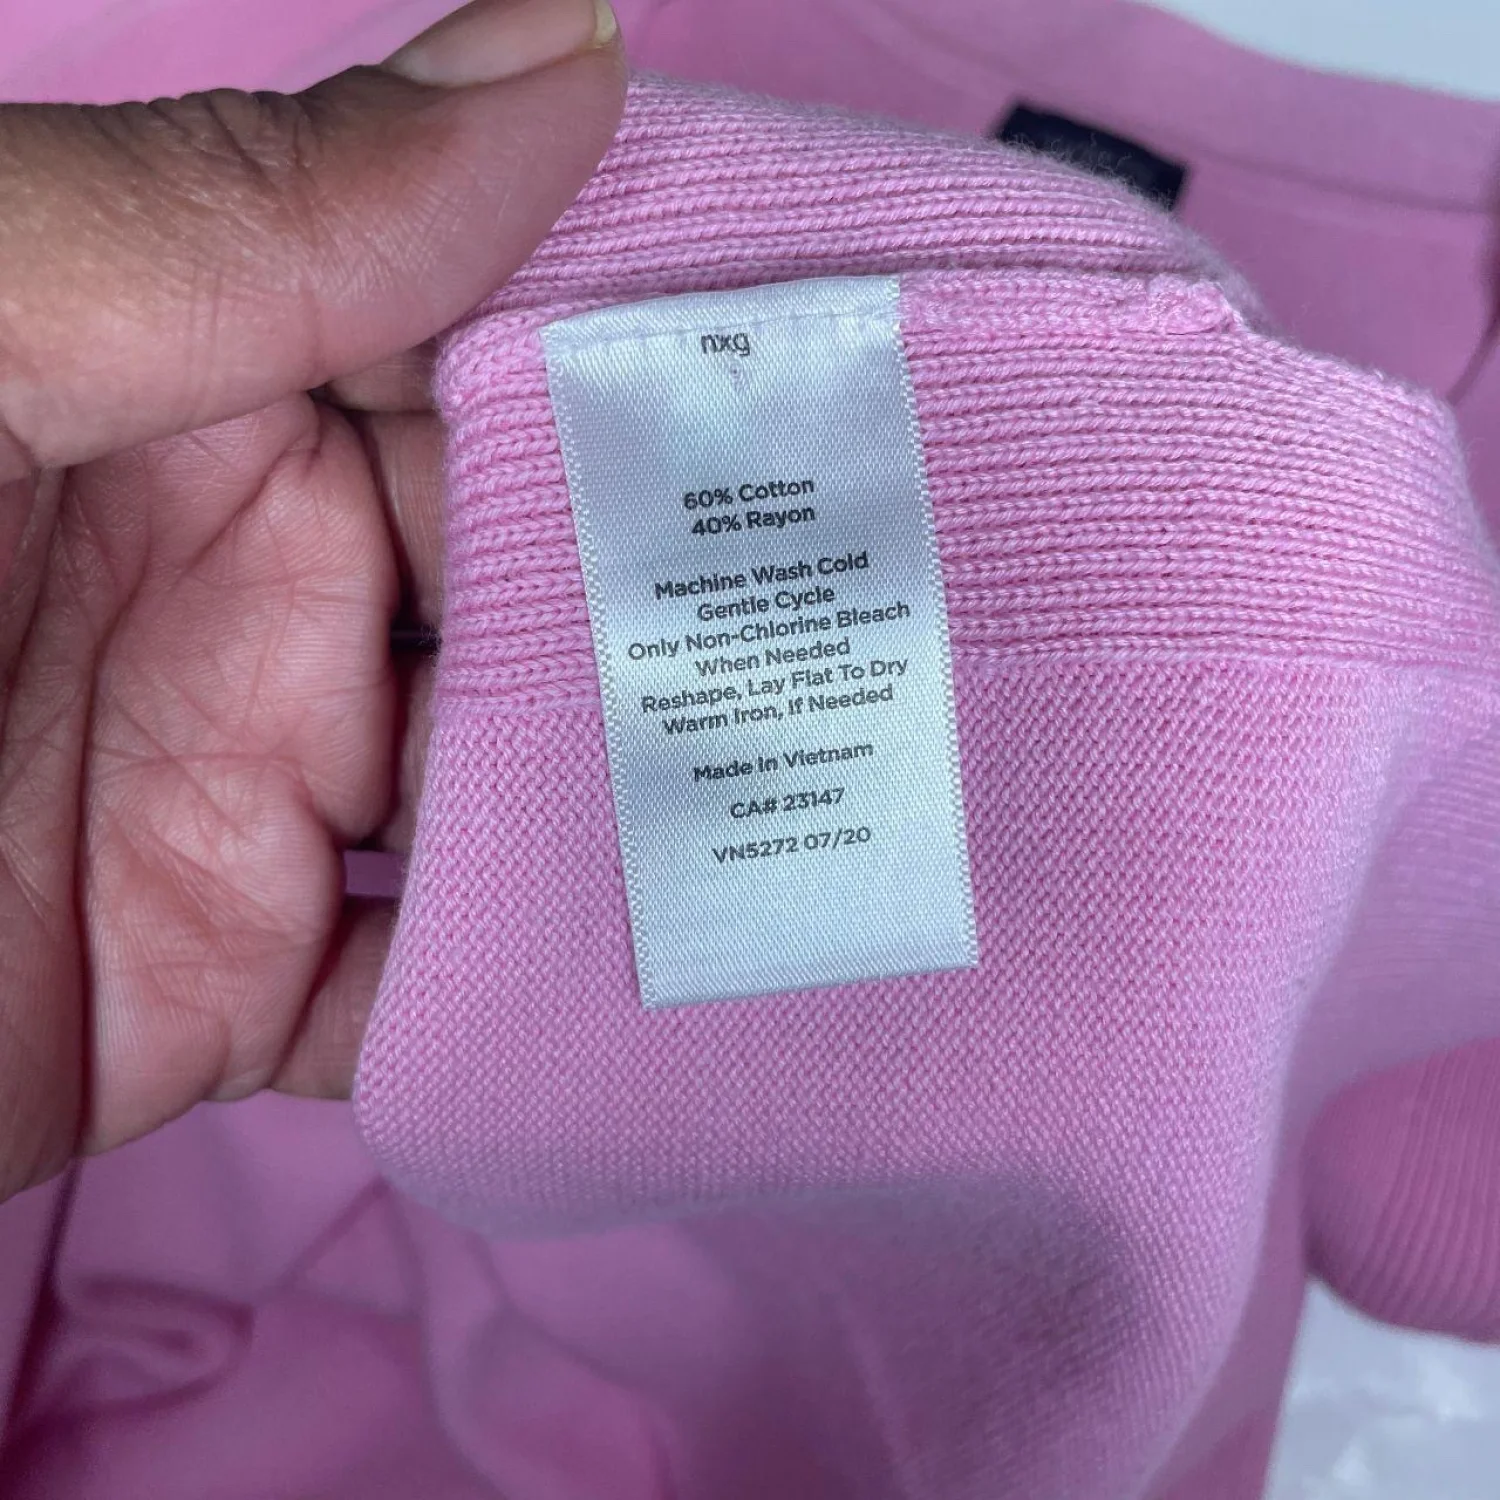 nxg
60% Cotton
40% Rayon
Machine Wash Cold
Gentle Cycle
Only Non-Chlorine Bleach
When Needed
Reshape, Lay Flat To Dry
Warm Iron, If Needed
Made In Vietnam
CA# 23147
VN5272 07/20